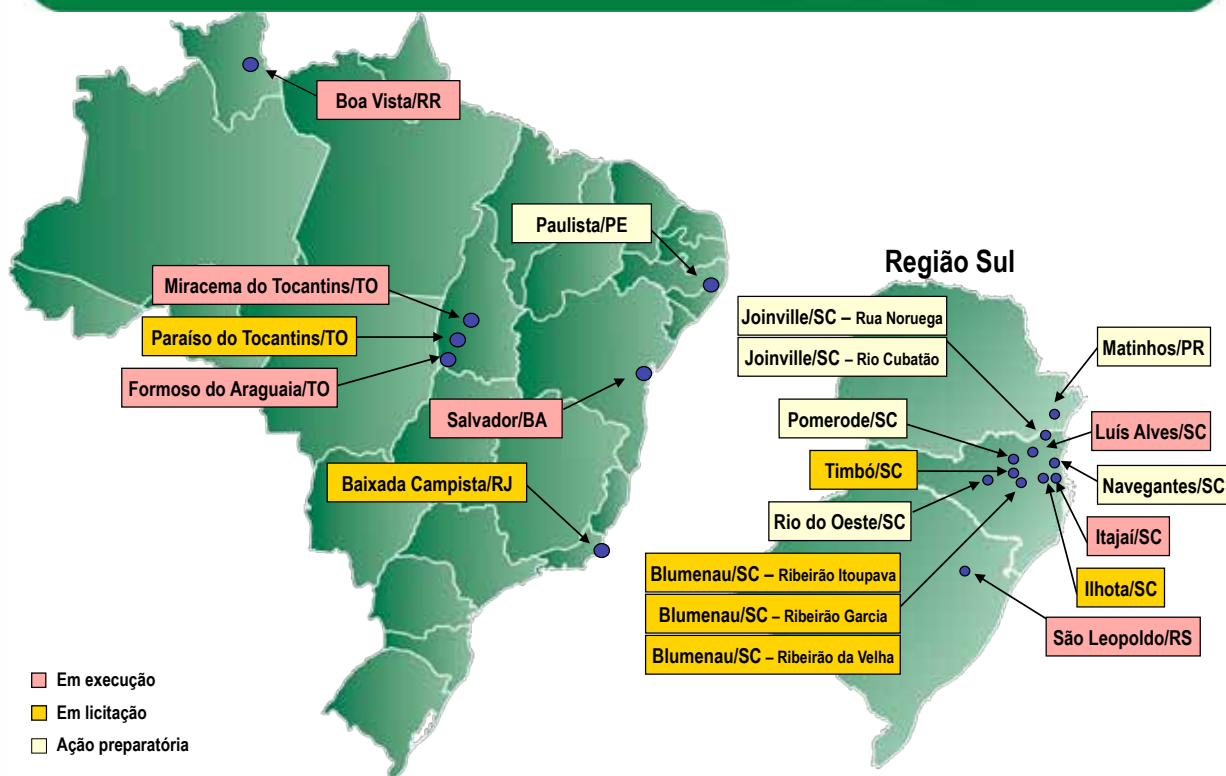 Boa Vista/RR
Paulista/PE
Miracema do Tocantins/TO
Paraíso do Tocantins/TO
Formoso do Araguaia/TO
Salvador/BA
Baixada Campista/RJ
Em execução
Em licitação
Ação preparatória
Região Sul
Joinville/SC – Rua Noruega
Joinville/SC – Rio Cubatão
Matinhos/PR
Pomerode/SC
Luís Alves/SC
Timbó/SC
Navegantes/SC
Rio do Oeste/SC
Itajaí/SC
Blumenau/SC – Ribeirão Itoupava
Ilhota/SC
Blumenau/SC – Ribeirão Garcia
São Leopoldo/RS
Blumenau/SC – Ribeirão da Velha